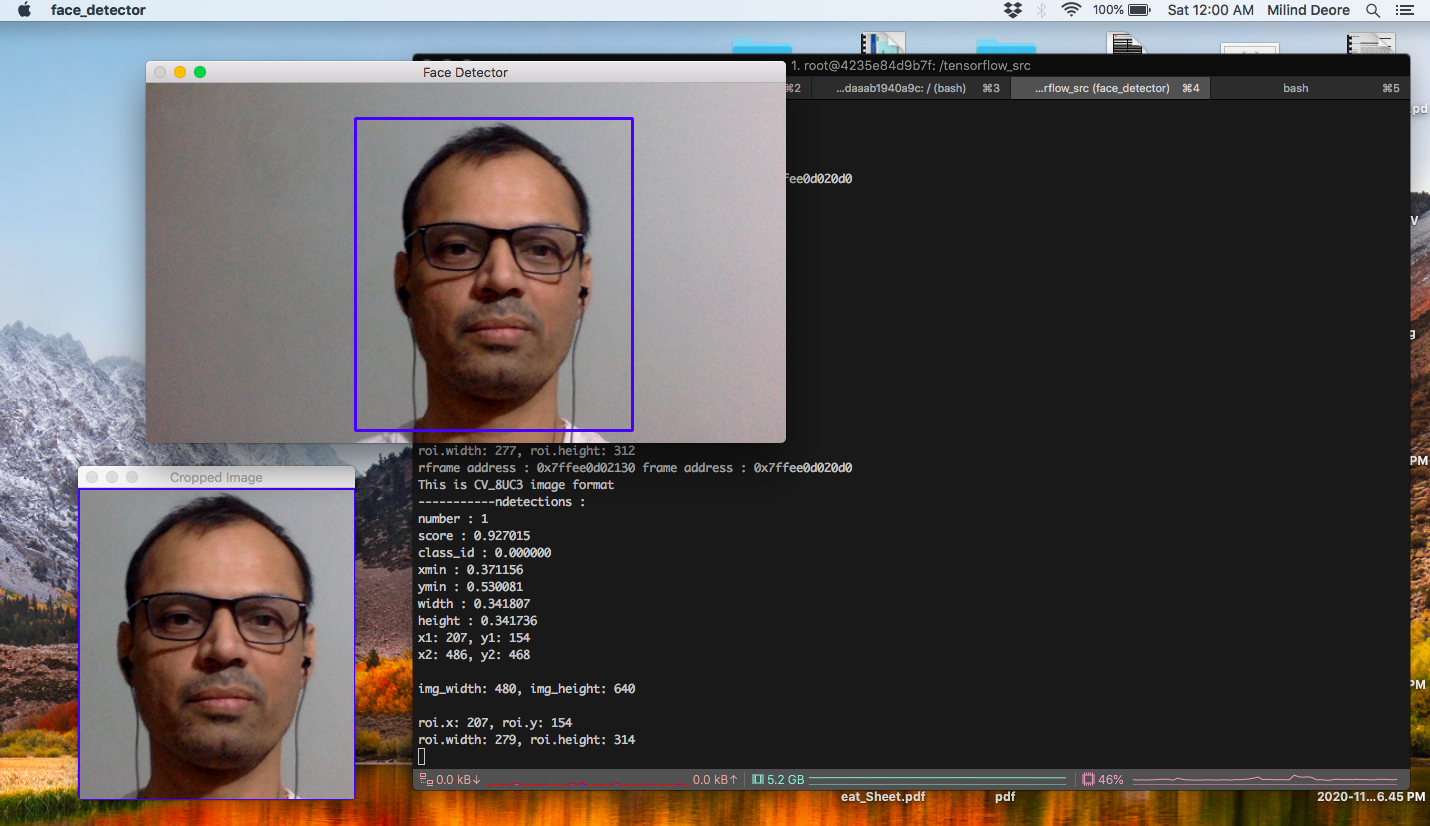 face_detector
100%
Sat 12:00 AM
Milind Deore
Face Detector
1. root@4235e84d9b7f: /tensorflow_src
⌘2
...daaab1940a9c: / (bash) ⌘3
...rflow_src (face_detector) ⌘4
bash ⌘5
.pd
fee0d020d0
V
g
roi.width: 277, roi.height: 312
rframe address : 0x7ffee0d02130 frame address : 0x7ffee0d020d0
This is CV_8UC3 image format
-----------ndetections :
number : 1
score : 0.927015
class_id : 0.000000
xmin : 0.371156
ymin : 0.530081
width : 0.341807
height : 0.341736
x1: 207, y1: 154
x2: 486, y2: 468
img_width: 480, img_height: 640
roi.x: 207, roi.y: 154
roi.width: 279, roi.height: 314
Cropped Image
PM
PM
0.0 kB↓
0.0 kB↑
5.2 GB
46%
eat_Sheet.pdf
pdf
2020-11...6.45 PM